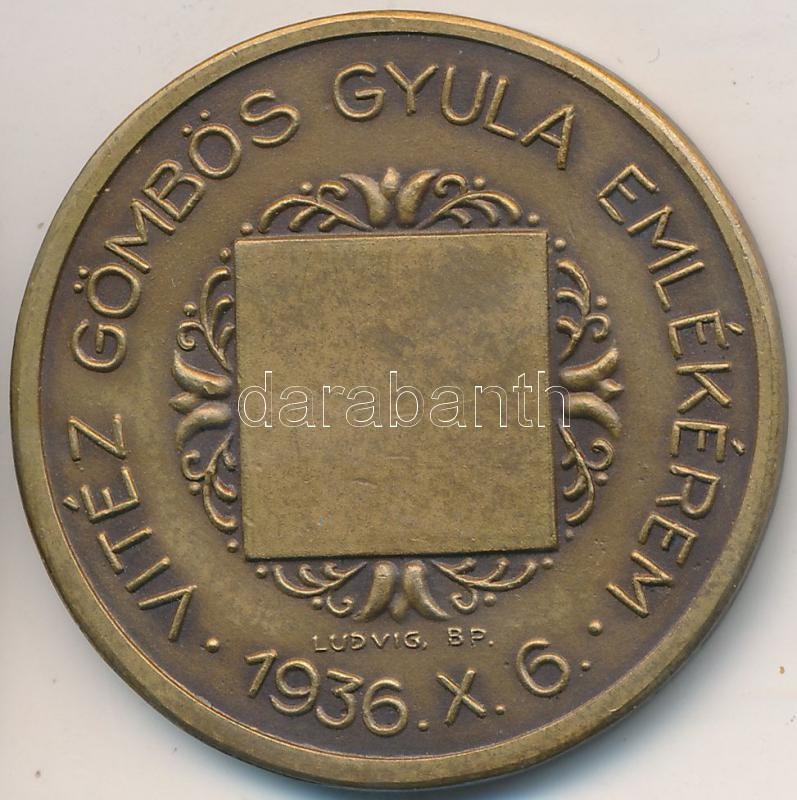 · VITÉZ GÖMBÖS GYULA EMLÉKÉREM ·
darabanth
LUDVIG, BP.
1936. X. 6.